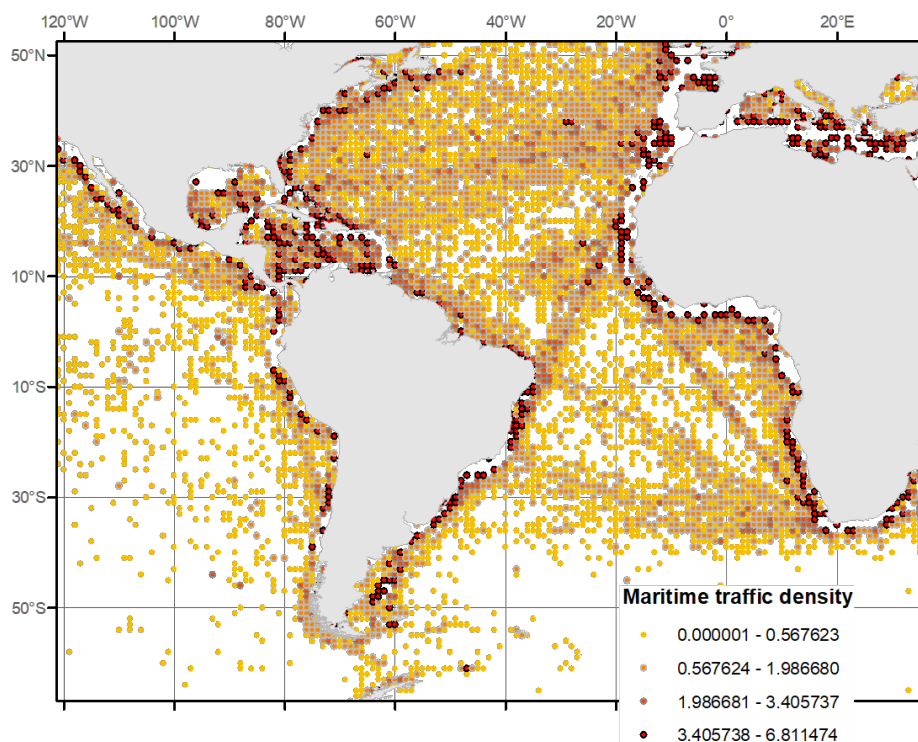 120°W 100°W 80°W 60°W 40°W 20°W 0° 20°E
50°N
30°N
10°N
10°S
30°S
50°S
Maritime traffic density
0.000001 - 0.567623
0.567624 - 1.986680
1.986681 - 3.405737
3.405738 - 6.811474